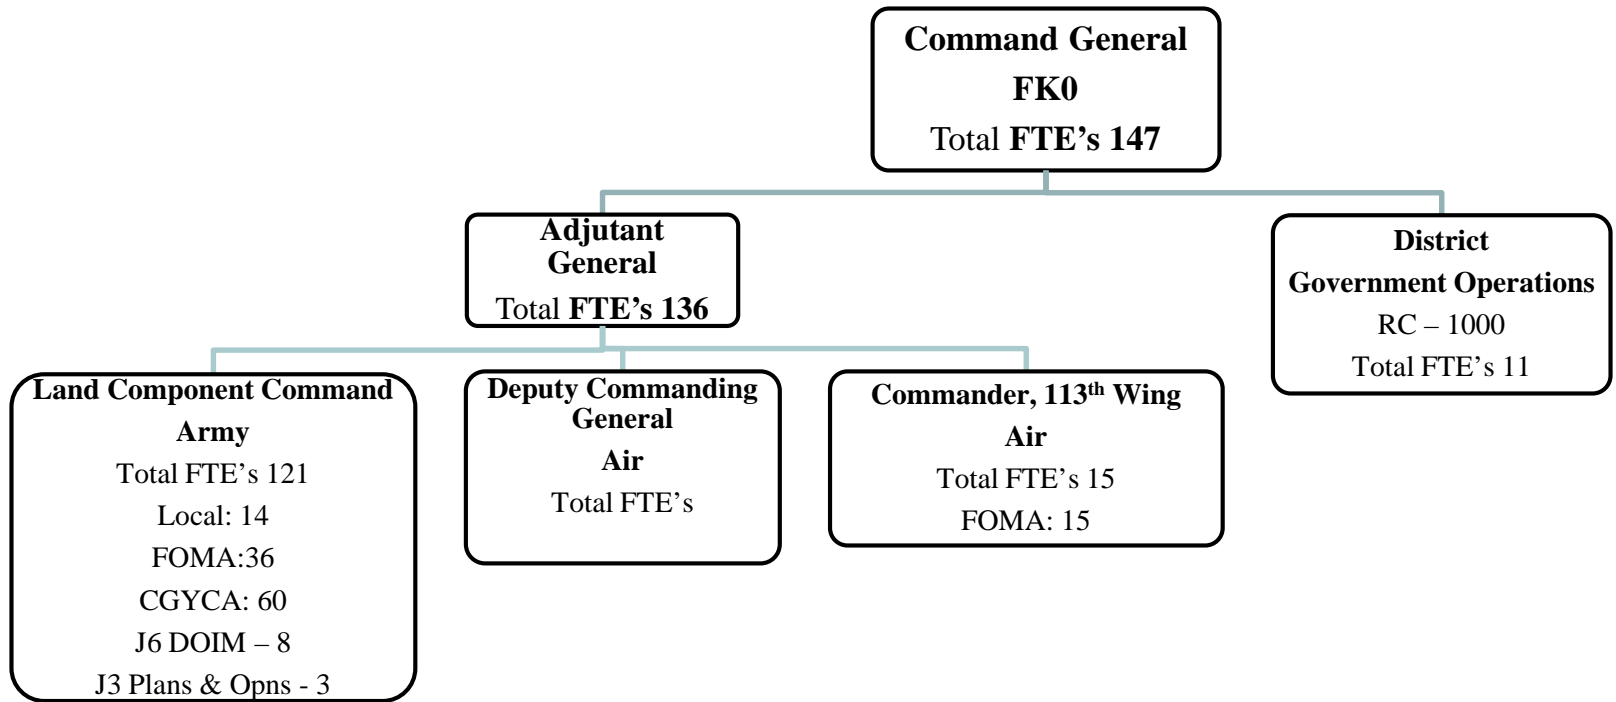 Command General
FK0
Total FTE’s 147
Adjutant
General
Total FTE’s 136
District
Government Operations
RC – 1000
Total FTE’s 11
Land Component Command
Army
Total FTE’s 121
Local: 14
FOMA:36
CGYCA: 60
J6 DOIM – 8
J3 Plans & Opns - 3
Deputy Commanding
General
Air
Total FTE’s
Commander, 113th Wing
Air
Total FTE’s 15
FOMA: 15